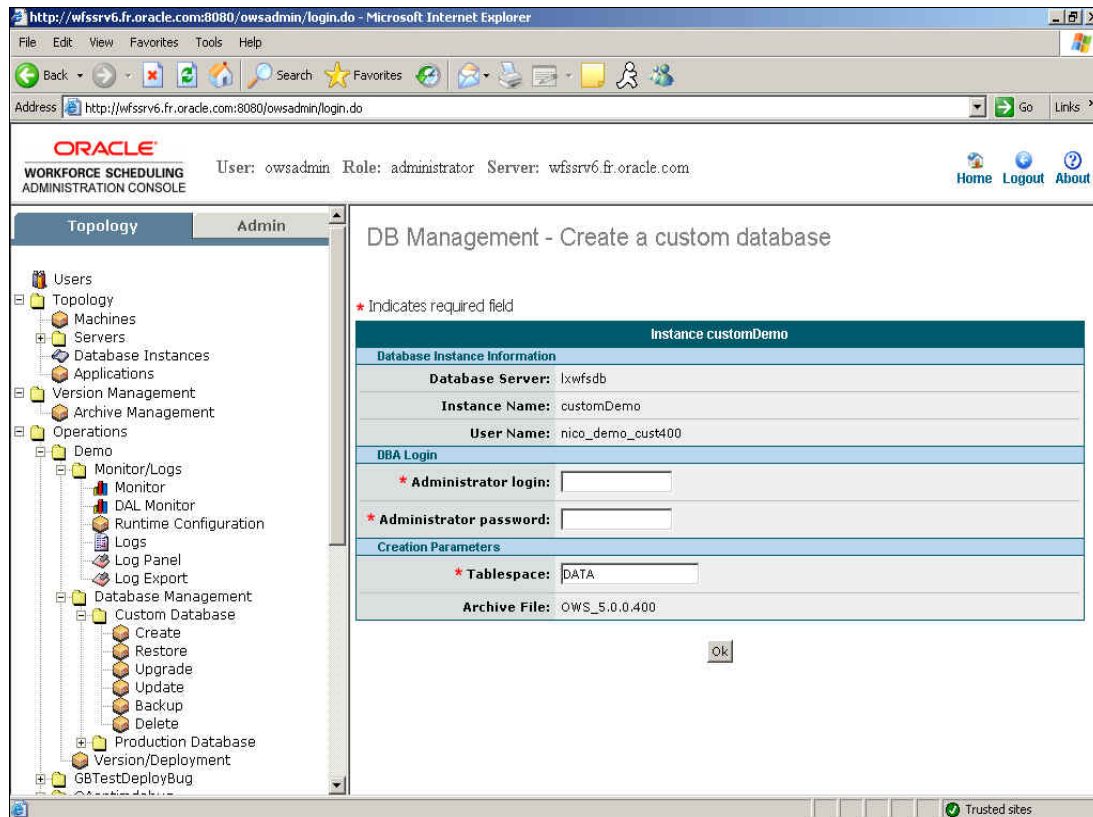 http://wfssrv6.fr.oracle.com:8080/owsadmin/login.do - Microsoft Internet Explorer
File Edit View Favorites Tools Help
Back Search Favorites
Address http://wfssrv6.fr.oracle.com:8080/owsadmin/login.do Go Links »
ORACLE
WORKFORCE SCHEDULING
ADMINISTRATION CONSOLE
User: owsadmin Role: administrator Server: wfssrv6.fr.oracle.com
Home Logout About
Topology Admin
Users
Topology
Machines
Servers
Database Instances
Applications
Version Management
Archive Management
Operations
Demo
Monitor/Logs
Monitor
DAL Monitor
Runtime Configuration
Logs
Log Panel
Log Export
Database Management
Custom Database
Create
Restore
Upgrade
Update
Backup
Delete
Production Database
Version/Deployment
GBTestDeployBug
DB Management - Create a custom database
* Indicates required field
Instance customDemo
Database Instance Information
Database Server: lxwfsdb
Instance Name: customDemo
User Name: nico_demo_cust400
DBA Login
* Administrator login:
* Administrator password:
Creation Parameters
* Tablespace: DATA
Archive File: OWS_5.0.0.400
Ok
Trusted sites